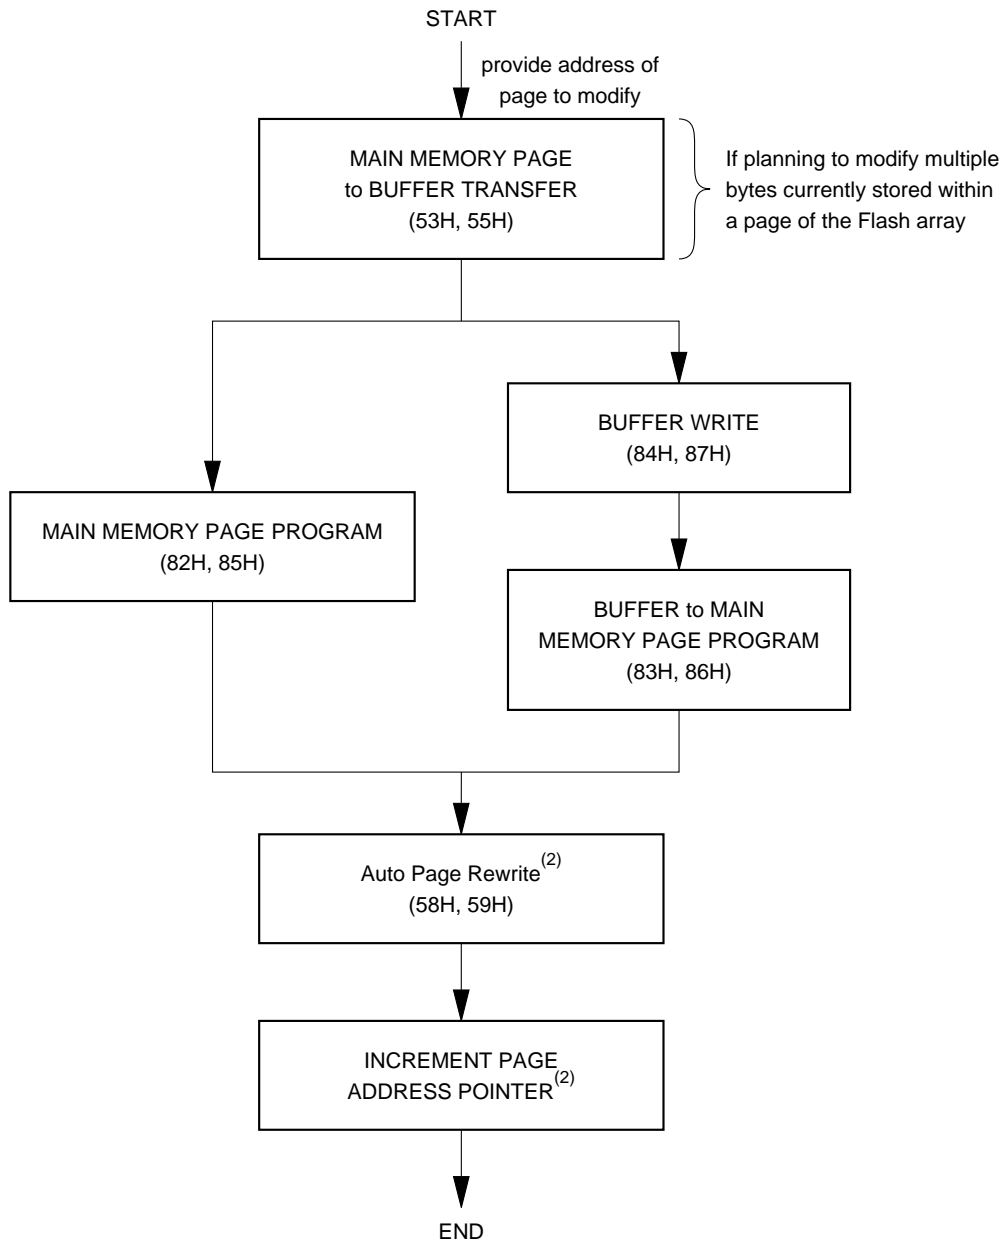 START
provide address of
page to modify
MAIN MEMORY PAGE
to BUFFER TRANSFER
(53H, 55H)
If planning to modify multiple
bytes currently stored within
a page of the Flash array
BUFFER WRITE
(84H, 87H)
MAIN MEMORY PAGE PROGRAM
(82H, 85H)
BUFFER to MAIN
MEMORY PAGE PROGRAM
(83H, 86H)
Auto Page Rewrite(2)
(58H, 59H)
INCREMENT PAGE
ADDRESS POINTER(2)
END